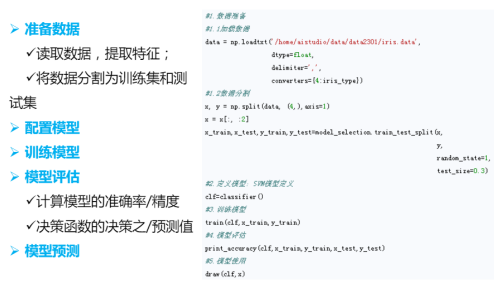 ➢ 准备数据
✓读取数据，提取特征；
✓将数据分割为训练集和测
试集
➢ 配置模型
➢ 训练模型
➢ 模型评估
✓计算模型的准确率/精度
✓决策函数的决策之/预测值
➢ 模型预测
#1.数据准备
#1.1加载数据
data = np.loadtxt('/home/aistudio/data/data2301/iris.data',
dtype=float,
delimiter=',',
converters={4:iris_type})
#1.2数据分割
x, y = np.split(data, (4,),axis=1)
x = x[:, :2]
x_train,x_test,y_train,y_test=model_selection.train_test_split(x,
y,
random_state=1,
test_size=0.3)
#2.定义模型：SVM模型定义
clf=classifier()
#3.训练模型
train(clf,x_train,y_train)
#4.模型评估
print_accuracy(clf,x_train,y_train,x_test,y_test)
#5.模型使用
draw(clf,x)